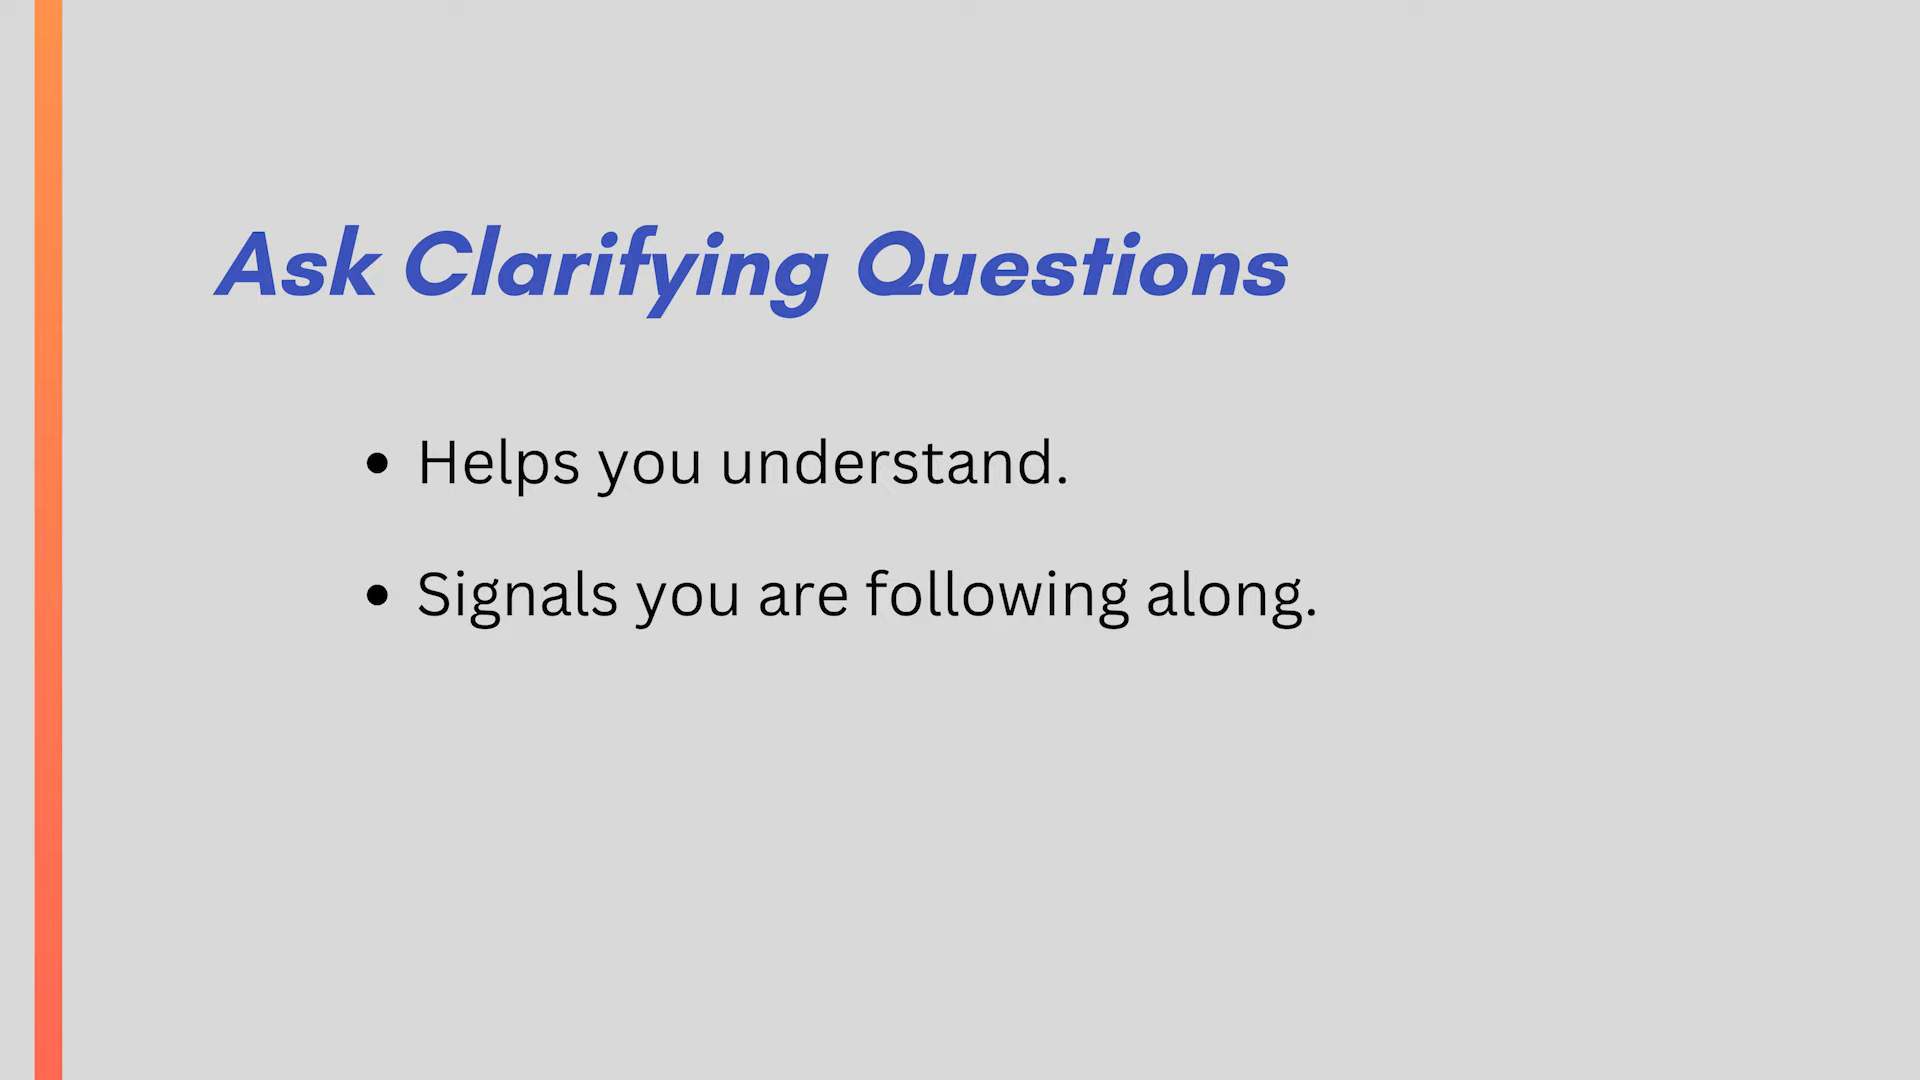 Ask Clarifying Questions
• Helps you understand.
• Signals you are following along.